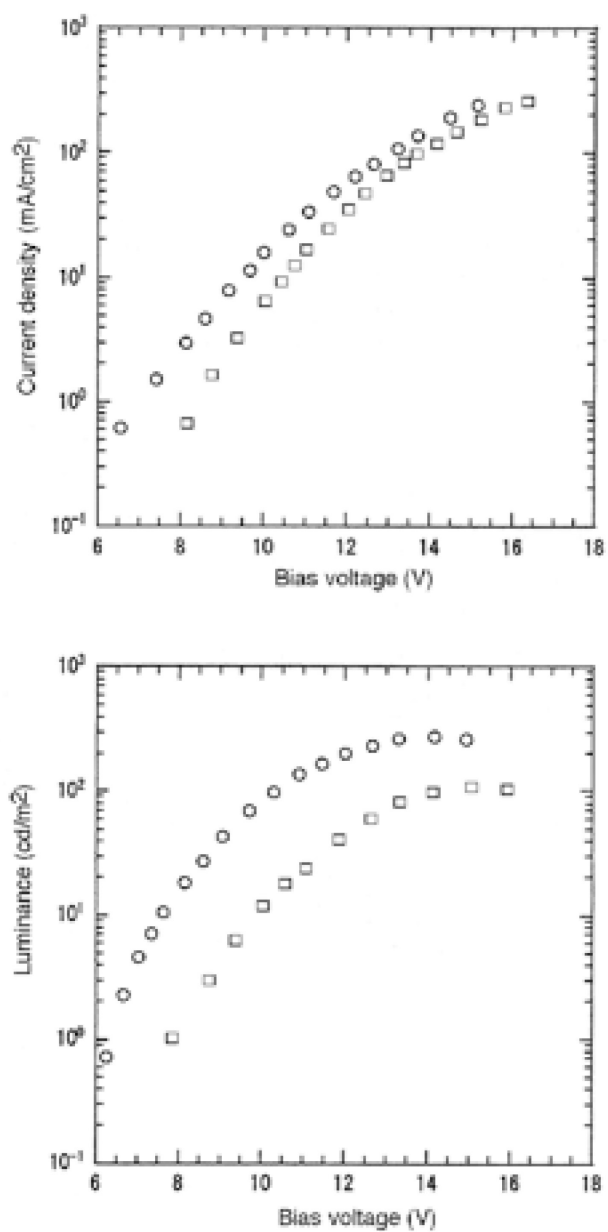 10³
10²
10¹
10⁰
10⁻¹
Current density (mA/cm²)
6 8 10 12 14 16 18
Bias voltage (V)
10³
10²
10¹
10⁰
10⁻¹
Luminance (cd/m2)
6 8 10 12 14 16 18
Bias voltage (V)